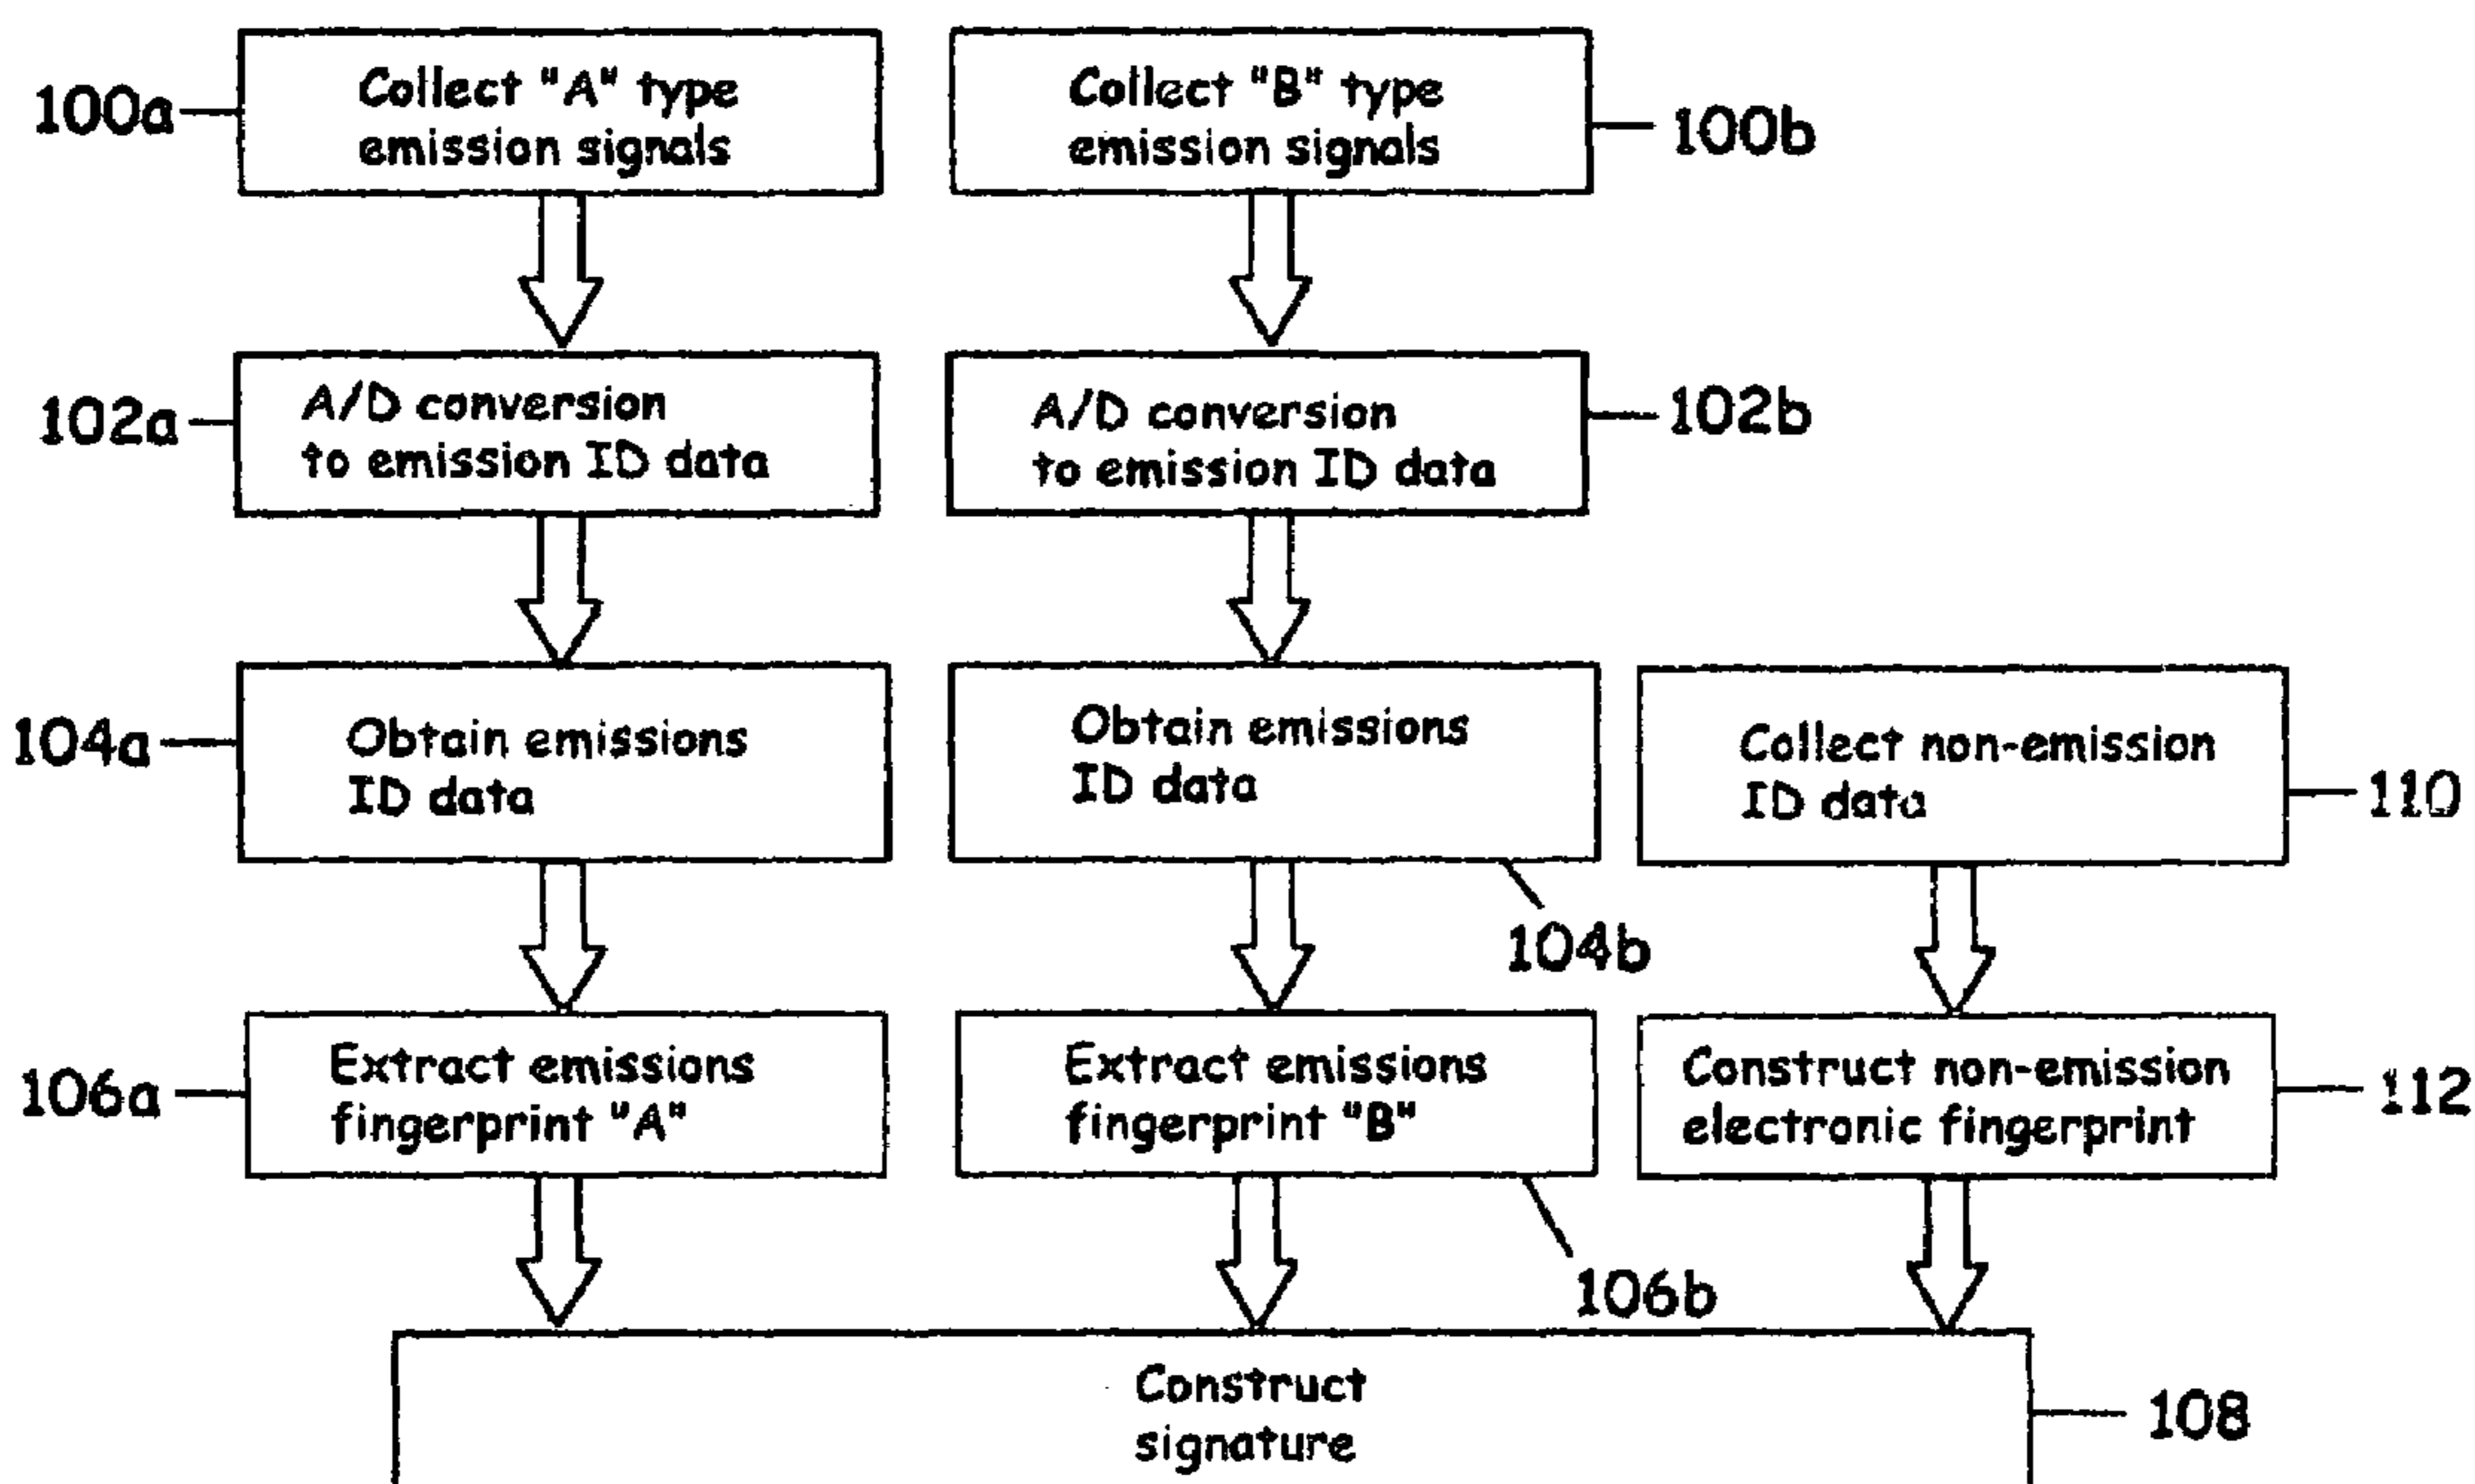 100a
Collect "A" type
emission signals
Collect "B" type
emission signals
100b
102a
A/D conversion
to emission ID data
A/D conversion
to emission ID data
102b
104a
Obtain emissions
ID data
Obtain emissions
ID data
104b
Collect non-emission
ID data
110
106a
Extract emissions
fingerprint "A"
Extract emissions
fingerprint "B"
106b
Construct non-emission
electronic fingerprint
112
Construct
signature
108